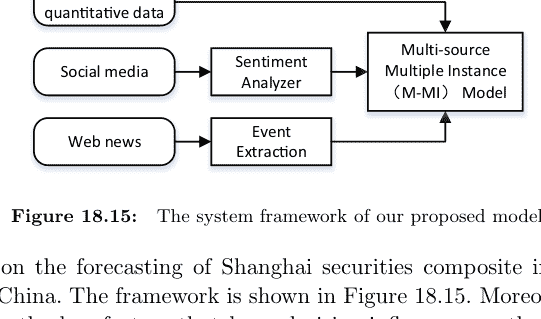 quantitative data
Social media
Sentiment
Analyzer
Multi-source
Multiple Instance
（M-MI） Model
Web news
Event
Extraction
Figure 18.15: The system framework of our proposed model
on the forecasting of Shanghai securities composite
China. The framework is shown in Figure 18.15.